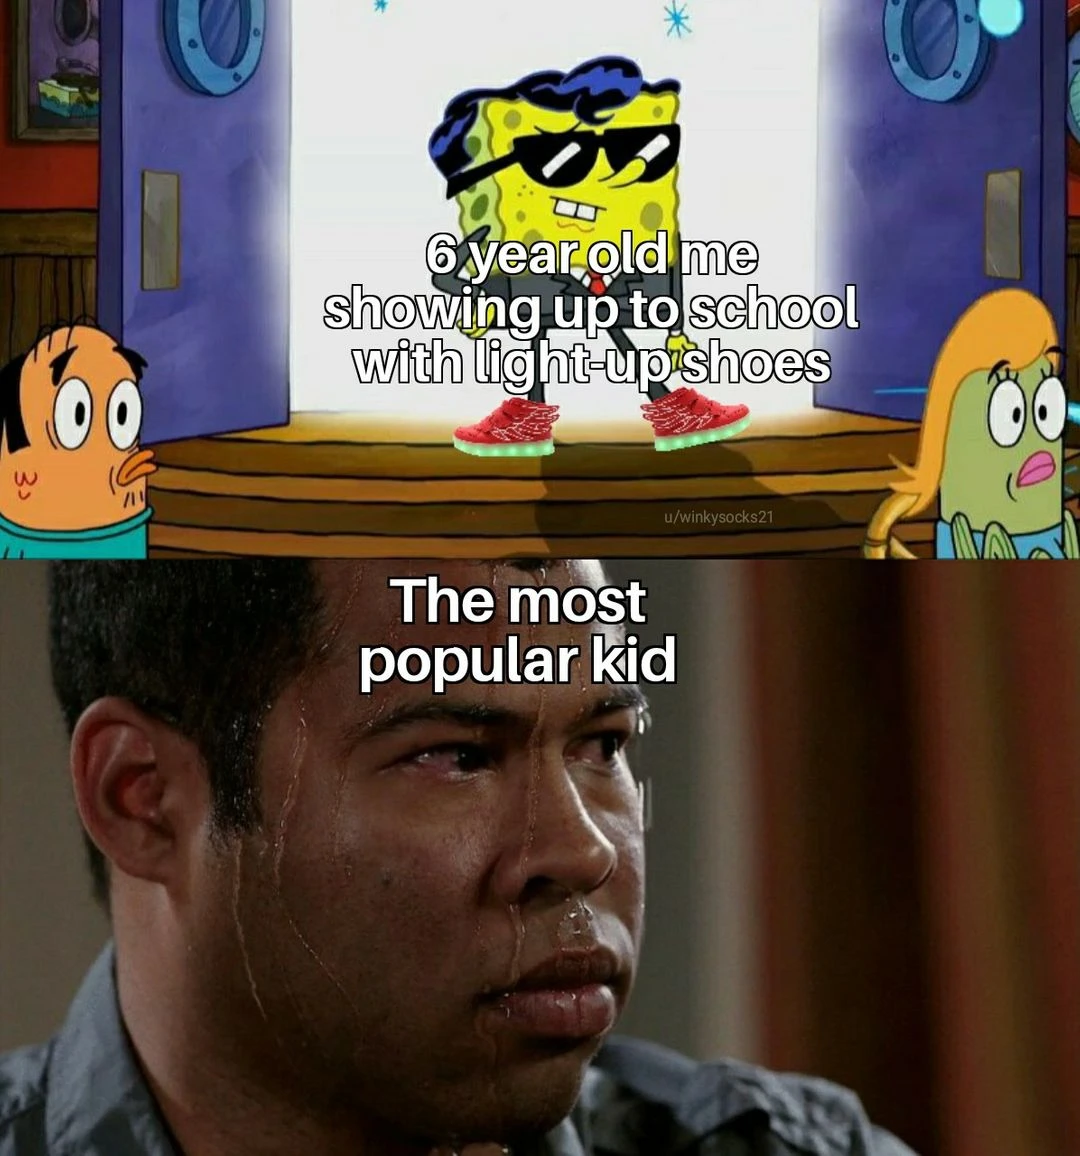 6 year old me
showing up to school
with light-up shoes
u/winkysocks21
The most
popular kid